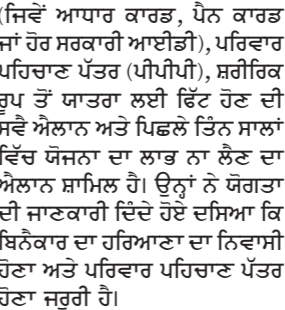 (ਜਿਵੇਂ ਆਧਾਰ ਕਾਰਡ, ਪੈਨ ਕਾਰਡ
ਜਾਂ ਹੋਰ ਸਰਕਾਰੀ ਆਈਡੀ), ਪਰਿਵਾਰ
ਪਹਿਚਾਣ ਪੱਤਰ (ਪੀਪੀਪੀ), ਸ਼ਰੀਰਿਕ
ਰੂਪ ਤੋਂ ਯਾਤਰਾ ਲਈ ਫਿੱਟ ਹੋਣ ਦੀ
ਸਵੈ ਐਲਾਨ ਅਤੇ ਪਿਛਲੇ ਤਿੰਨ ਸਾਲਾਂ
ਵਿੱਚ ਯੋਜਨਾ ਦਾ ਲਾਭ ਨਾ ਲੈਣ ਦਾ
ਐਲਾਨ ਸ਼ਾਮਿਲ ਹੈ। ਉਨ੍ਹਾਂ ਨੇ ਯੋਗਤਾ
ਦੀ ਜਾਣਕਾਰੀ ਦਿੰਦੇ ਹੋਏ ਦਸਿਆ ਕਿ
ਬਿਨੈਕਾਰ ਦਾ ਹਰਿਆਣਾ ਦਾ ਨਿਵਾਸੀ
ਹੋਣਾ ਅਤੇ ਪਰਿਵਾਰ ਪਹਿਚਾਣ ਪੱਤਰ
ਹੋਣਾ ਜਰੂਰੀ ਹੈ।